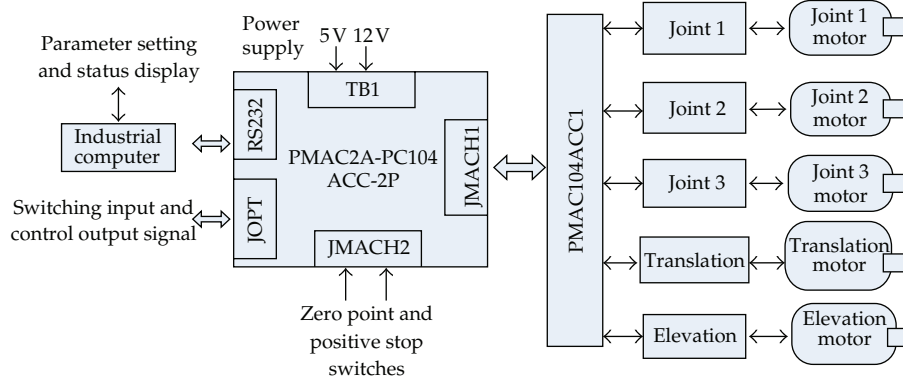 Parameter setting
and status display
Industrial
computer
Switching input and
control output signal
Power
supply
5 V 12 V
TB1
RS232
JOPT
PMAC2A-PC104
ACC-2P
JMACH1
JMACH2
Zero point and
positive stop
switches
PMAC104ACC1
Joint 1
Joint 1
motor
Joint 2
Joint 2
motor
Joint 3
Joint 3
motor
Translation
Translation
motor
Elevation
Elevation
motor